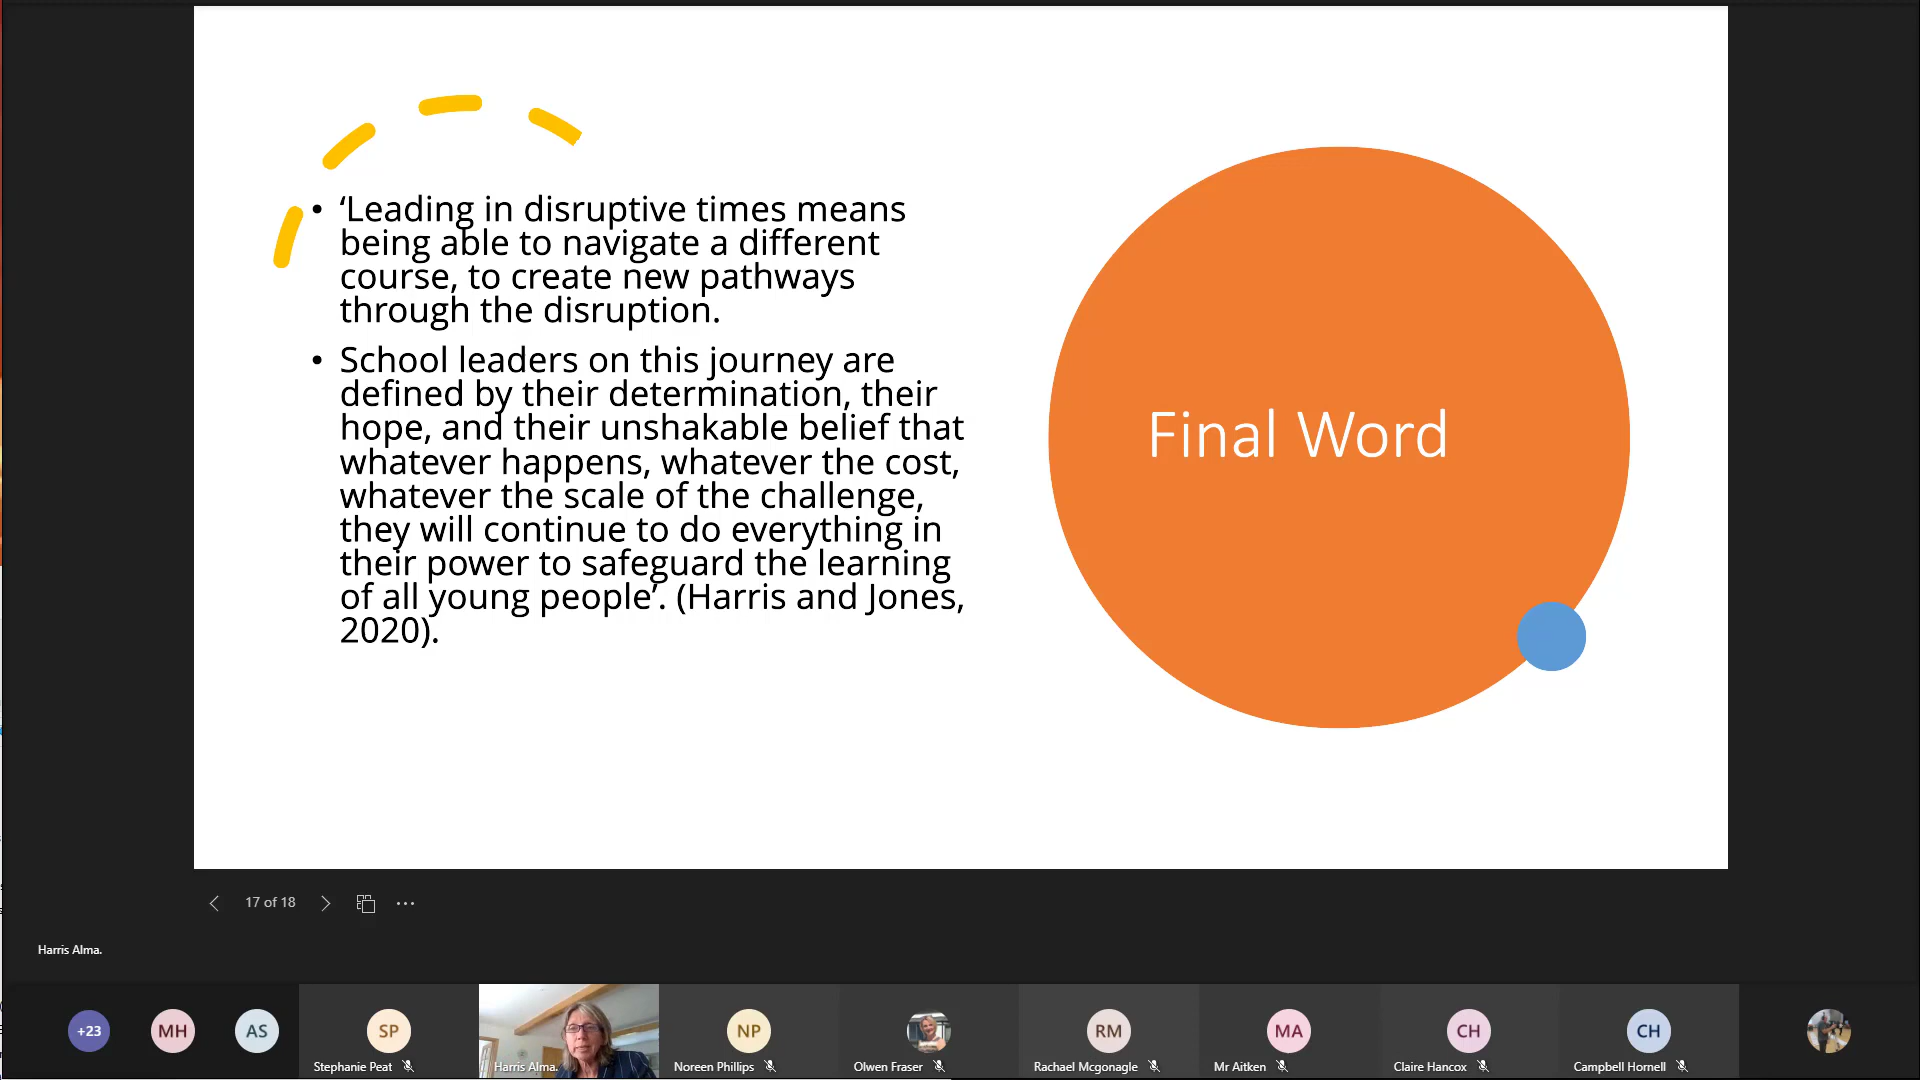 • ‘Leading in disruptive times means
being able to navigate a different
course, to create new pathways
through the disruption.
• School leaders on this journey are
defined by their determination, their
hope, and their unshakable belief that
whatever happens, whatever the cost,
whatever the scale of the challenge,
they will continue to do everything in
their power to safeguard the learning
of all young people’. (Harris and Jones,
2020).
Final Word
17 of 18
Harris Alma.
+23
MH
AS
SP
Stephanie Peat
Harris Alma.
NP
Noreen Phillips
Olwen Fraser
RM
Rachael Mcgonagle
MA
Mr Aitken
CH
Claire Hancox
CH
Campbell Hornell